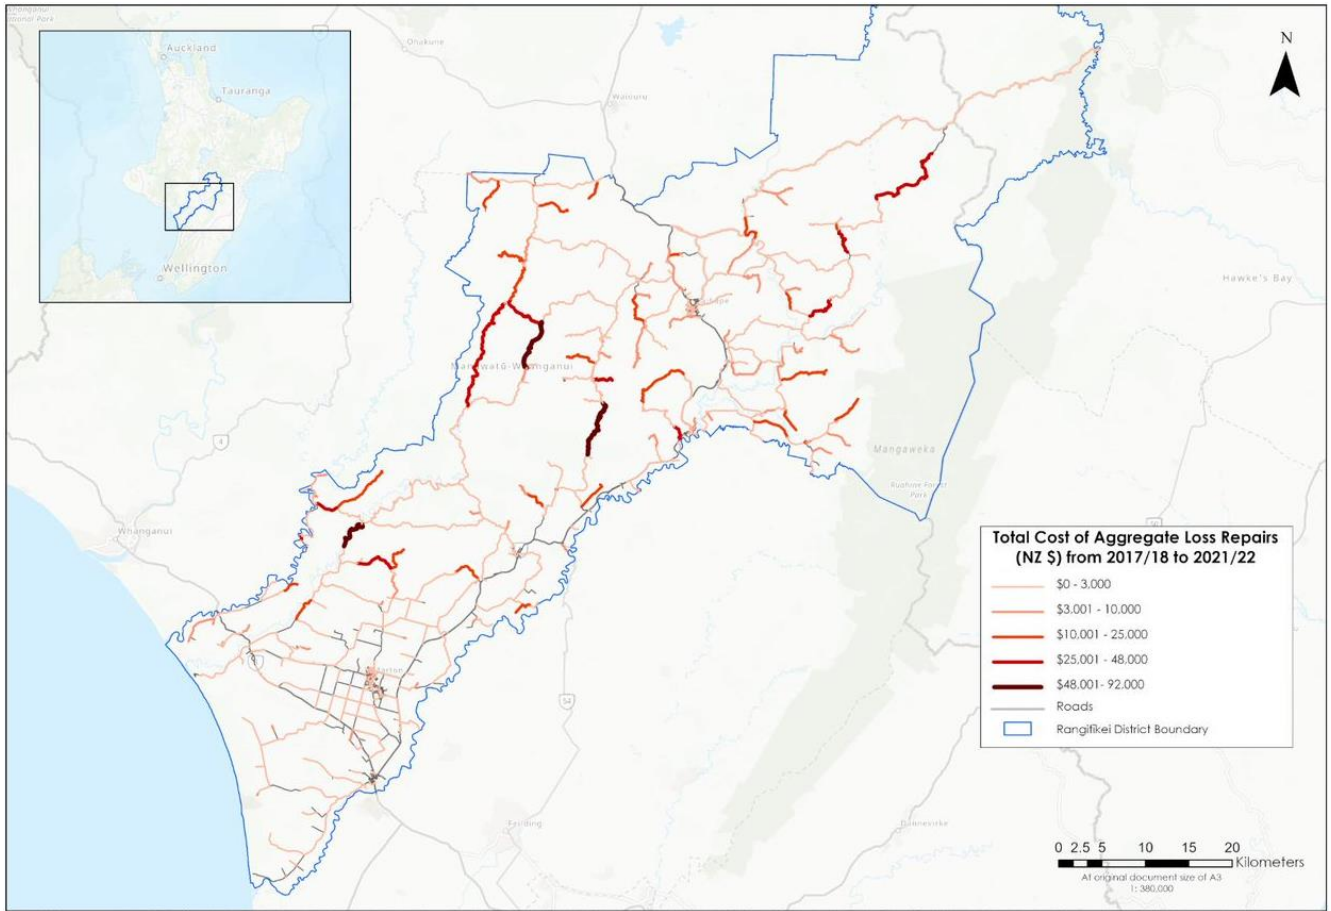 Auckland
Tauranga
Wellington
N
Ohakune
Waiouru
Hawke's Bay
Manawatū-Whanganui
Mangaweka
Ruahine Forest
Park
4
Whanganui
54
Feilding
Dannevirke
Total Cost of Aggregate Loss Repairs
(NZ $) from 2017/18 to 2021/22
$0 - 3,000
$3,001 - 10,000
$10,001 - 25,000
$25,001 - 48,000
$48,001- 92,000
Roads
Rangitīkei District Boundary
0 2.5 5 10 15 20
Kilometers
At original document size of A3
1: 380,000